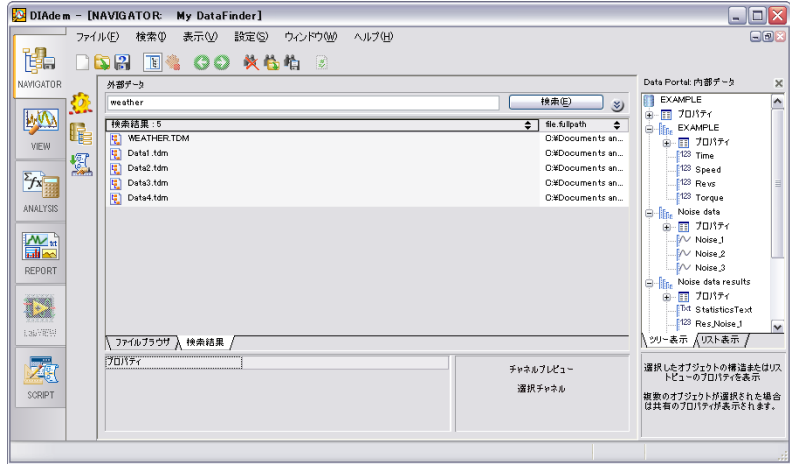 DIAdem - [NAVIGATOR: My DataFinder]
ファイル(F) 検索(I) 表示(V) 設定(S) ウィンドウ(W) ヘルプ(H)
NAVIGATOR
VIEW
ANALYSIS
REPORT
LabVIEW
SCRIPT
外部データ
weather
検索(E)
検索結果 : 5
file.fullpath
WEATHER.TDM
C:¥Documents an...
Data1.tdm
C:¥Documents an...
Data2.tdm
C:¥Documents an...
Data3.tdm
C:¥Documents an...
Data4.tdm
C:¥Documents an...
ファイルブラウザ
検索結果
プロパティ
チャネルプレビュー
選択チャネル
Data Portal: 内部データ
EXAMPLE
プロパティ
EXAMPLE
プロパティ
123 Time
123 Speed
123 Revs
123 Torque
Noise data
プロパティ
Noise_1
Noise_2
Noise_3
Noise data results
プロパティ
Txt StatisticsText
123 Res_Noise_1
ツリー表示
リスト表示
選択したオブジェクトの構造またはリス
トビューのプロパティを表示
複数のオブジェクトが選択された場合
は共有のプロパティが表示されます。